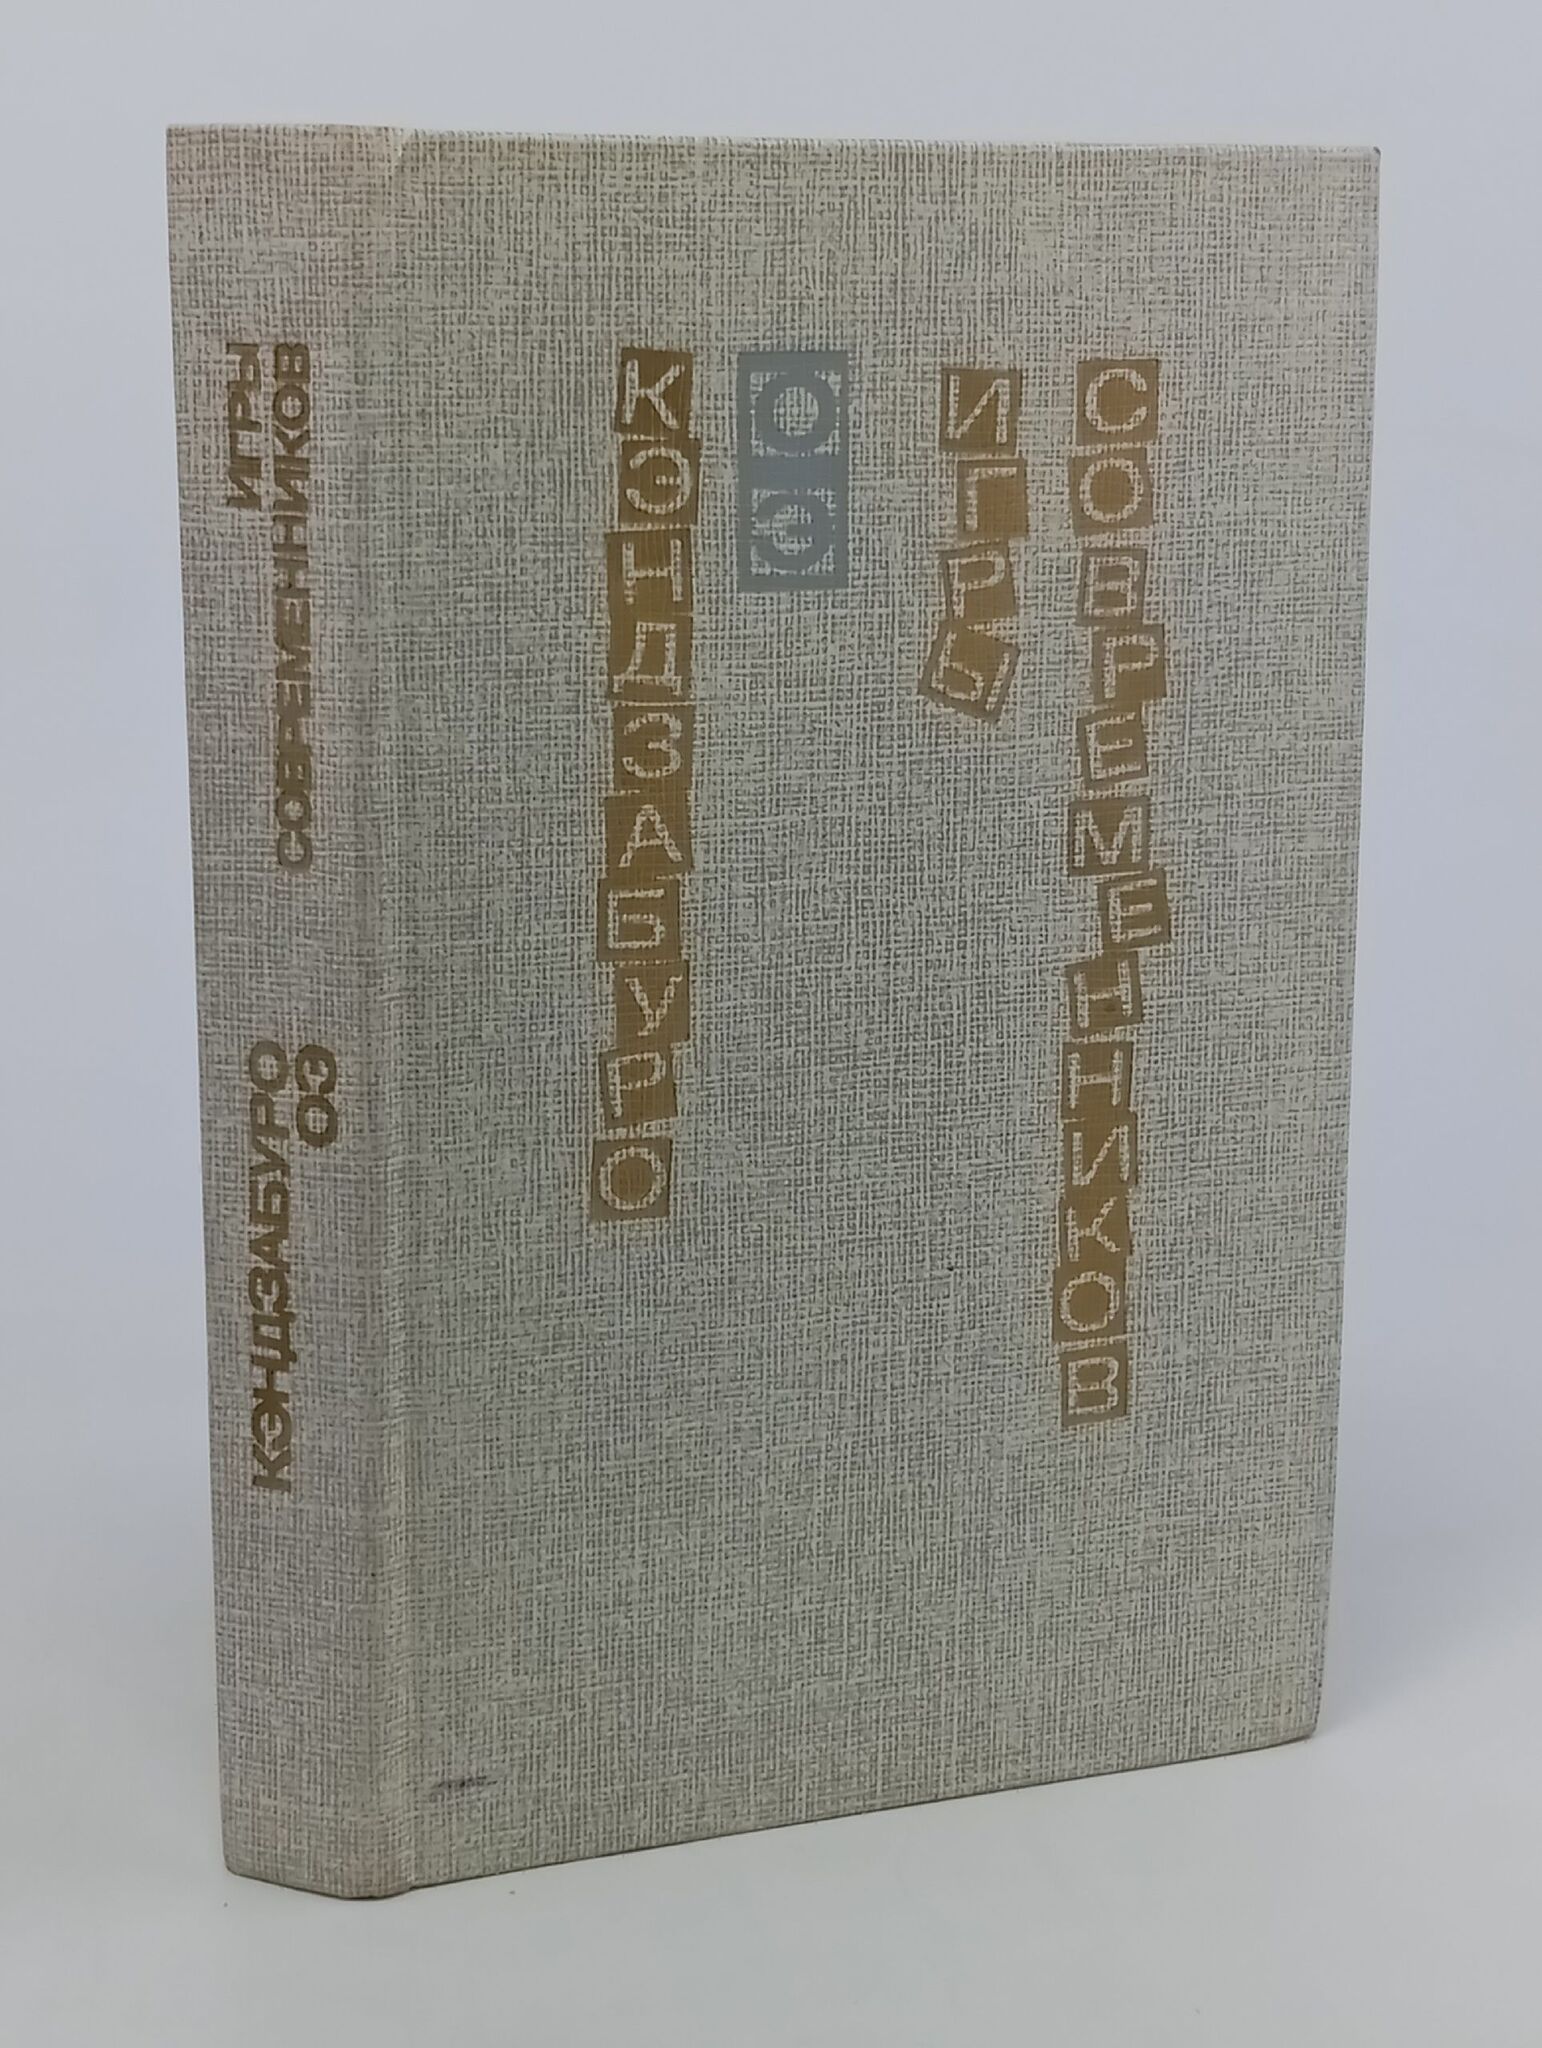 ИГРЫ
СОВРЕМЕННИКОВ
КЭНДЗАБУРО
ОЭ
КЭНДЗАБУРО
ОЭ
ИГРЫ
СОВРЕМЕННИКОВ